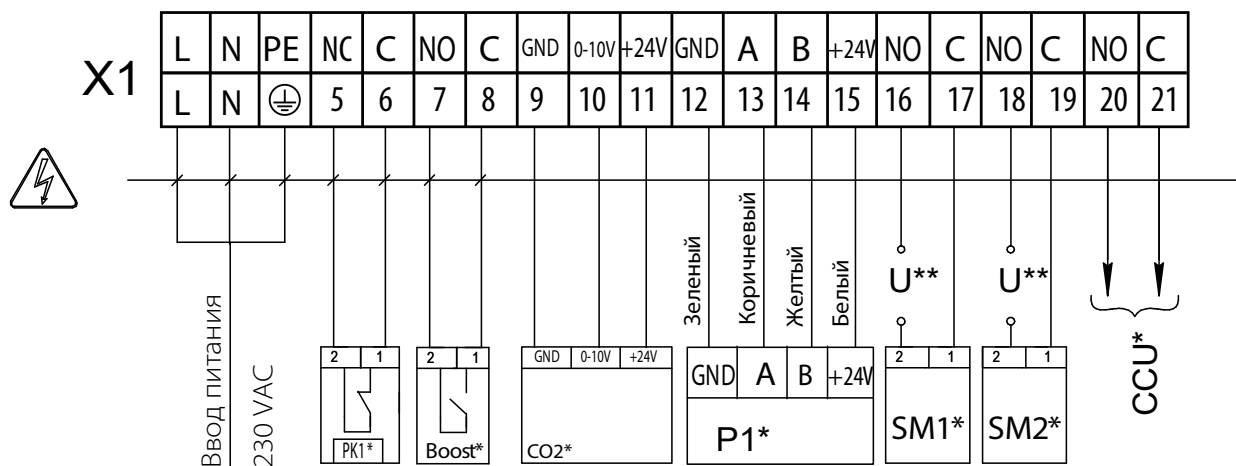 L N PE NC C NO C GND 0-10V +24V GND A B +24V NO C NO C NO C
X1
L N 5 6 7 8 9 10 11 12 13 14 15 16 17 18 19 20 21
Ввод питания
230 VAC
Зеленый
Коричневый
Желтый
Белый
U**
U**
CCU*
2 1
PK1*
2 1
Boost*
GND 0-10V +24V
CO2*
GND A B +24V
P1*
2 1
SM1*
2 1
SM2*